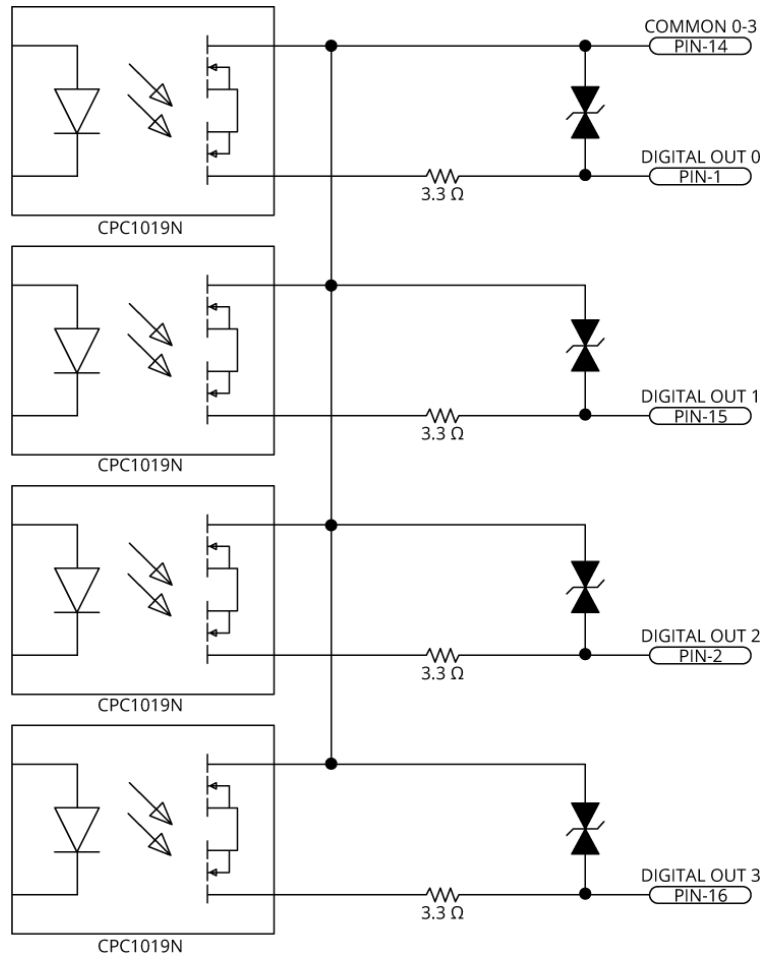 COMMON 0-3
PIN-14
DIGITAL OUT 0
PIN-1
3.3 Ω
CPC1019N
DIGITAL OUT 1
PIN-15
3.3 Ω
CPC1019N
DIGITAL OUT 2
PIN-2
3.3 Ω
CPC1019N
DIGITAL OUT 3
PIN-16
3.3 Ω
CPC1019N